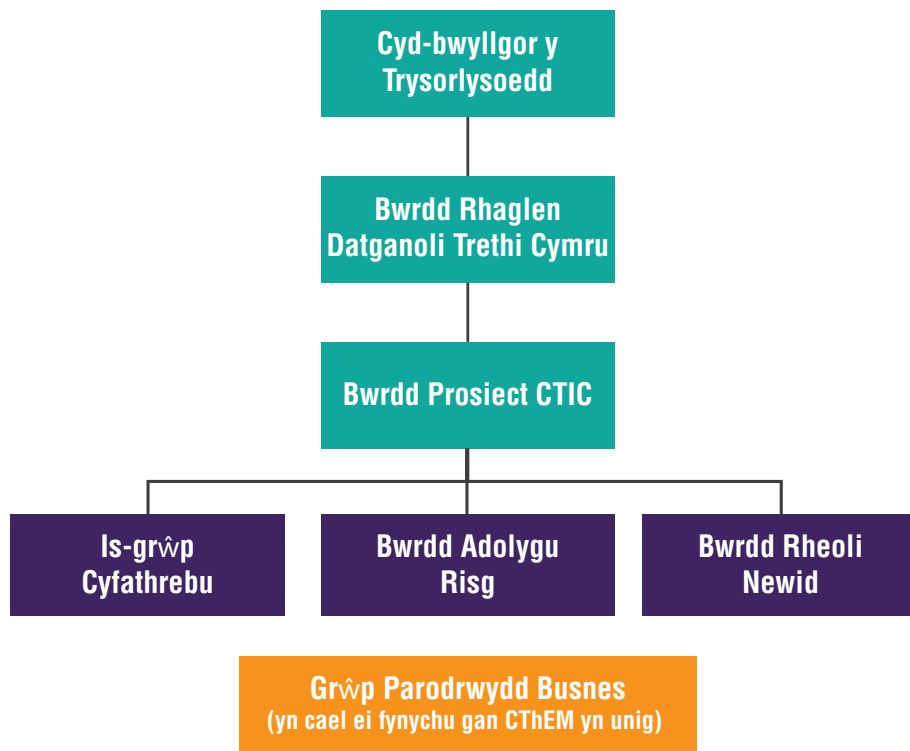 Cyd-bwyllgor y
Trysorlysoedd
Bwrdd Rhaglen
Datganoli Trethi Cymru
Bwrdd Prosiect CTIC
Is-grŵp
Cyfathrebu
Bwrdd Adolygu
Risg
Bwrdd Rheoli
Newid
Grŵp Parodrwydd Busnes
(yn cael ei fynychu gan CThEM yn unig)